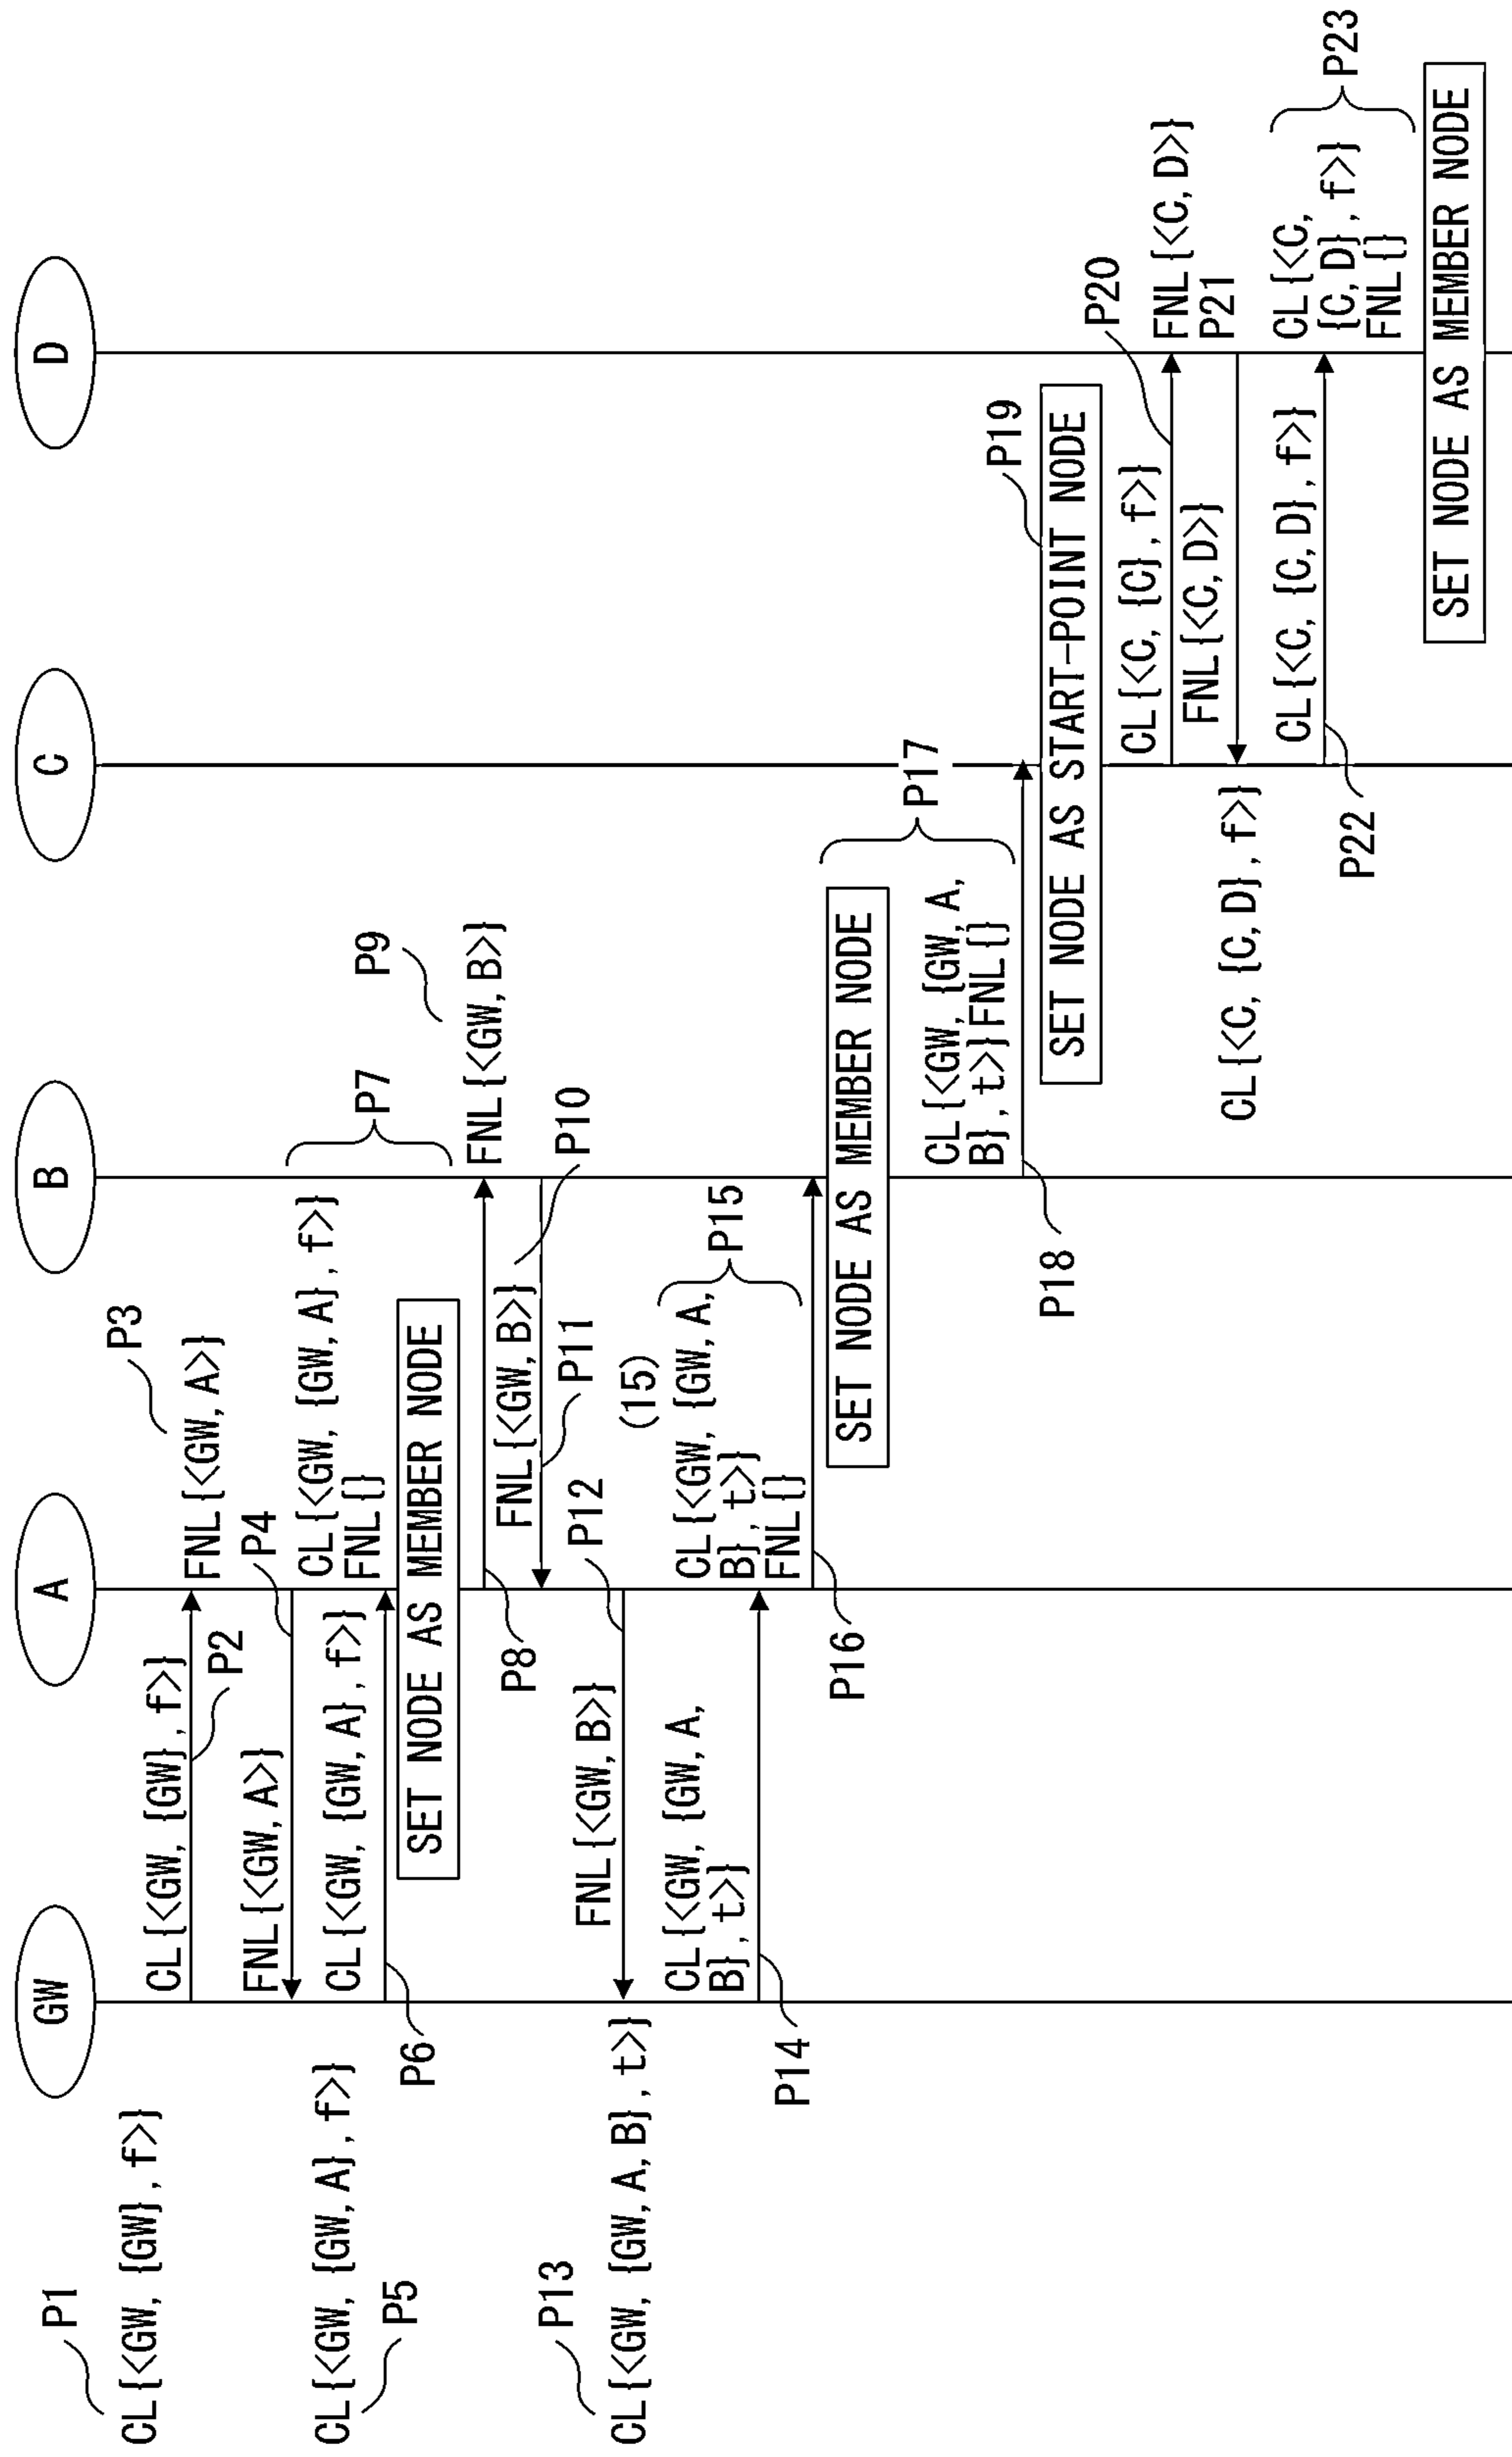 GW
A
B
C
D
P1
CL{<GW, {GW}, f>}
CL{<GW, {GW}, f>}
P2
P3
FNL{<GW, A>}
P4
FNL{<GW, A>}
CL{<GW, {GW, A}, f>}
P5
CL{<GW, {GW, A}, f>}
P6
CL{<GW, {GW, A}, f>}
FNL{}
P7
SET NODE AS MEMBER NODE
P8
P9
FNL{<GW, B>}
P10
FNL{<GW, B>}
P11
P12
FNL{<GW, B>}
P13
CL{<GW, {GW, A, B}, t>}
CL{<GW, {GW, A,
B}, t>}
P14
(15)
CL{<GW, {GW, A,
B}, t>}
FNL{}
P15
P16
SET NODE AS MEMBER NODE
CL{<GW, {GW, A,
B}, t>}FNL{}
P17
P18
P19
SET NODE AS START-POINT NODE
CL{<C, {C}, f>}
P20
FNL{<C, D>}
P21
FNL{<C, D>}
CL{<C, {C, D}, f>}
CL{<C, {C, D}, f>}
P22
CL{<C,
{C, D}, f>}
FNL{}
P23
SET NODE AS MEMBER NODE